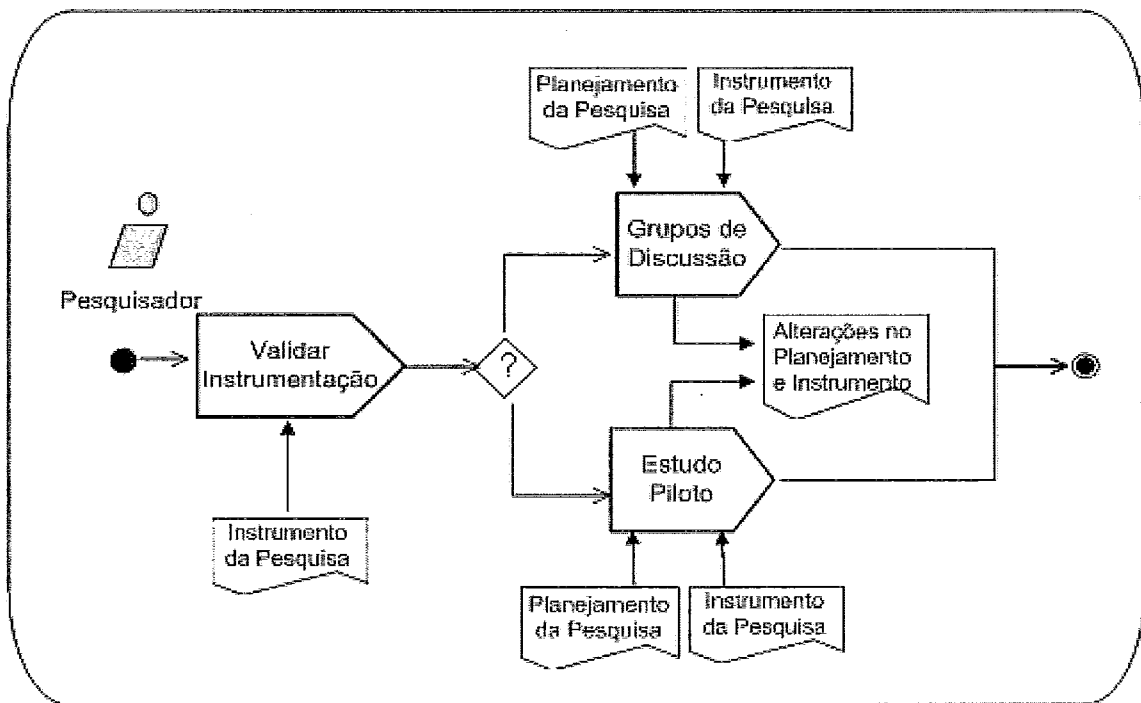 Planejamento
da Pesquisa
Instrumento
da Pesquisa
Grupos de
Discussão
Pesquisador
Validar
Instrumentação
?
Alterações no
Planejamento
e Instrumento
Estudo
Piloto
Instrumento
da Pesquisa
Planejamento
da Pesquisa
Instrumento
da Pesquisa